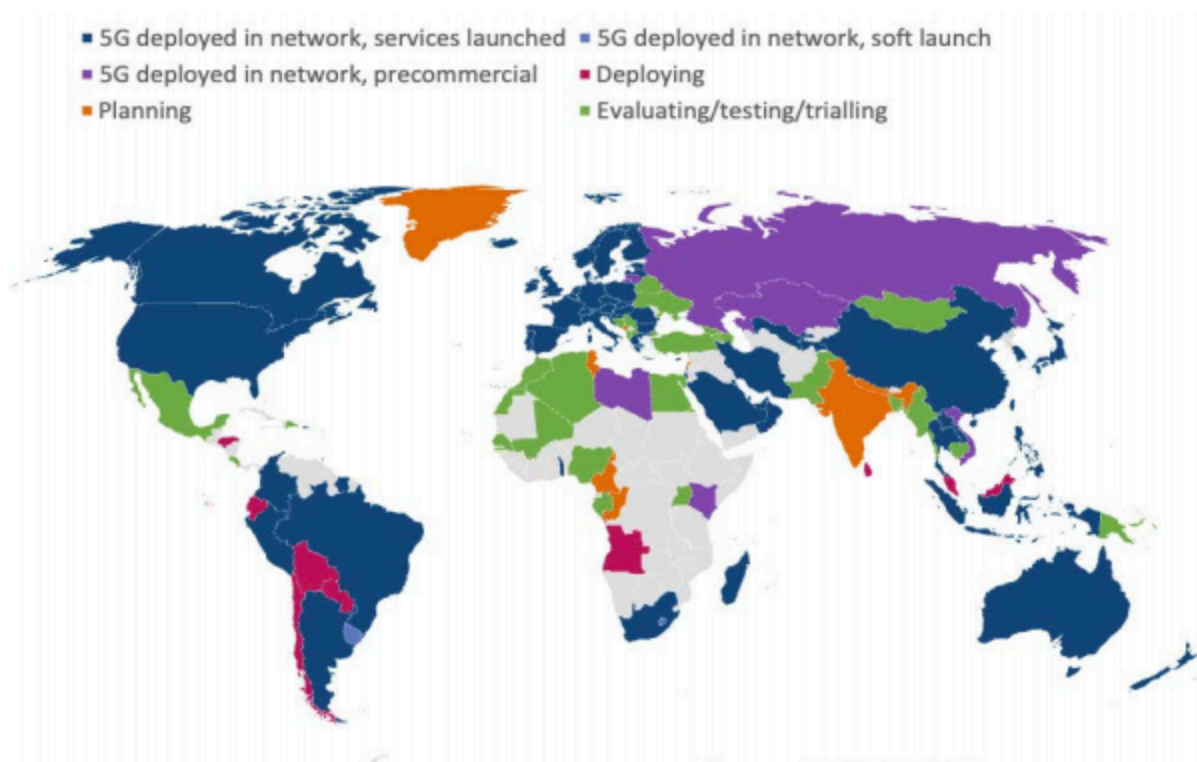 5G deployed in network, services launched
5G deployed in network, soft launch
5G deployed in network, precommercial
Deploying
Planning
Evaluating/testing/trialling